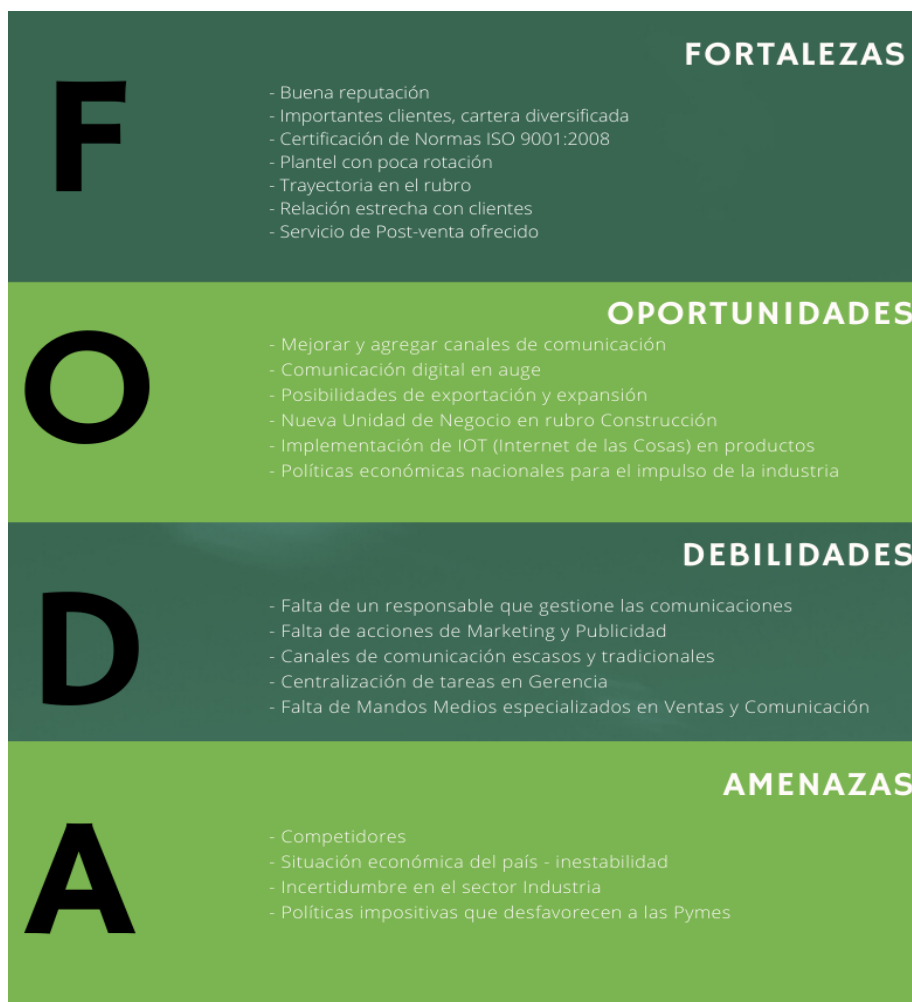 FORTALEZAS
F
- Buena reputación
- Importantes clientes, cartera diversificada
- Certificación de Normas ISO 9001:2008
- Plantel con poca rotación
- Trayectoria en el rubro
- Relación estrecha con clientes
- Servicio de Post-venta ofrecido
OPORTUNIDADES
O
- Mejorar y agregar canales de comunicación
- Comunicación digital en auge
- Posibilidades de exportación y expansión
- Nueva Unidad de Negocio en rubro Construcción
- Implementación de IOT (Internet de las Cosas) en productos
- Políticas económicas nacionales para el impulso de la industria
DEBILIDADES
D
- Falta de un responsable que gestione las comunicaciones
- Falta de acciones de Marketing y Publicidad
- Canales de comunicación escasos y tradicionales
- Centralización de tareas en Gerencia
- Falta de Mandos Medios especializados en Ventas y Comunicación
AMENAZAS
A
- Competidores
- Situación económica del país - inestabilidad
- Incertidumbre en el sector Industria
- Políticas impositivas que desfavorecen a las Pymes